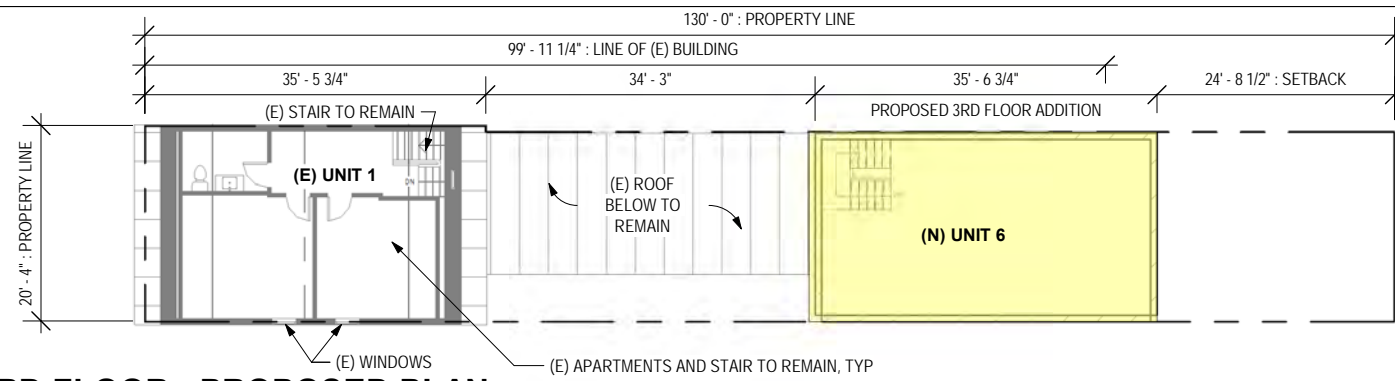 130' - 0" : PROPERTY LINE
99' - 11 1/4" : LINE OF (E) BUILDING
35' - 5 3/4"
34' - 3"
35' - 6 3/4"
24' - 8 1/2" : SETBACK
(E) STAIR TO REMAIN
PROPOSED 3RD FLOOR ADDITION
20' - 4" : PROPERTY LINE
(E) UNIT 1
DN
(E) ROOF
BELOW TO
REMAIN
(N) UNIT 6
(E) WINDOWS
(E) APARTMENTS AND STAIR TO REMAIN, TYP